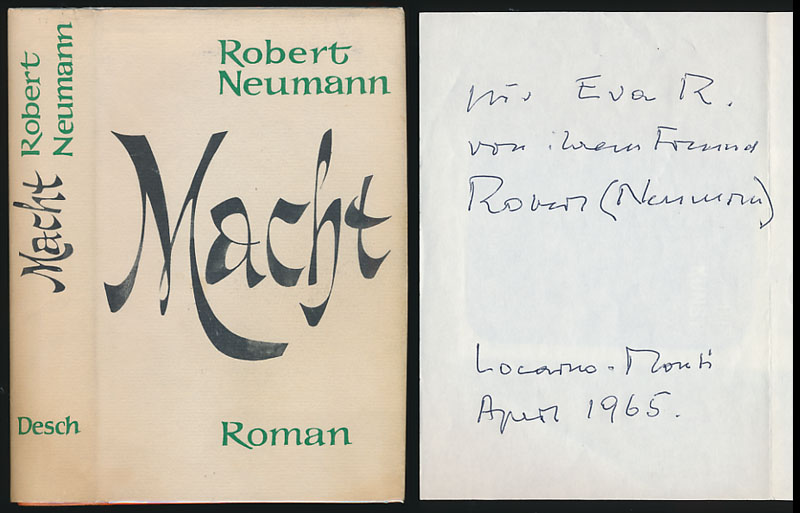 Robert
Neumann
Macht
Desch
Robert
Neumann
Macht
Roman
für Eva R.
von ihrem Freund
Robert (Neumann)
Locarno-Monti
April 1965.